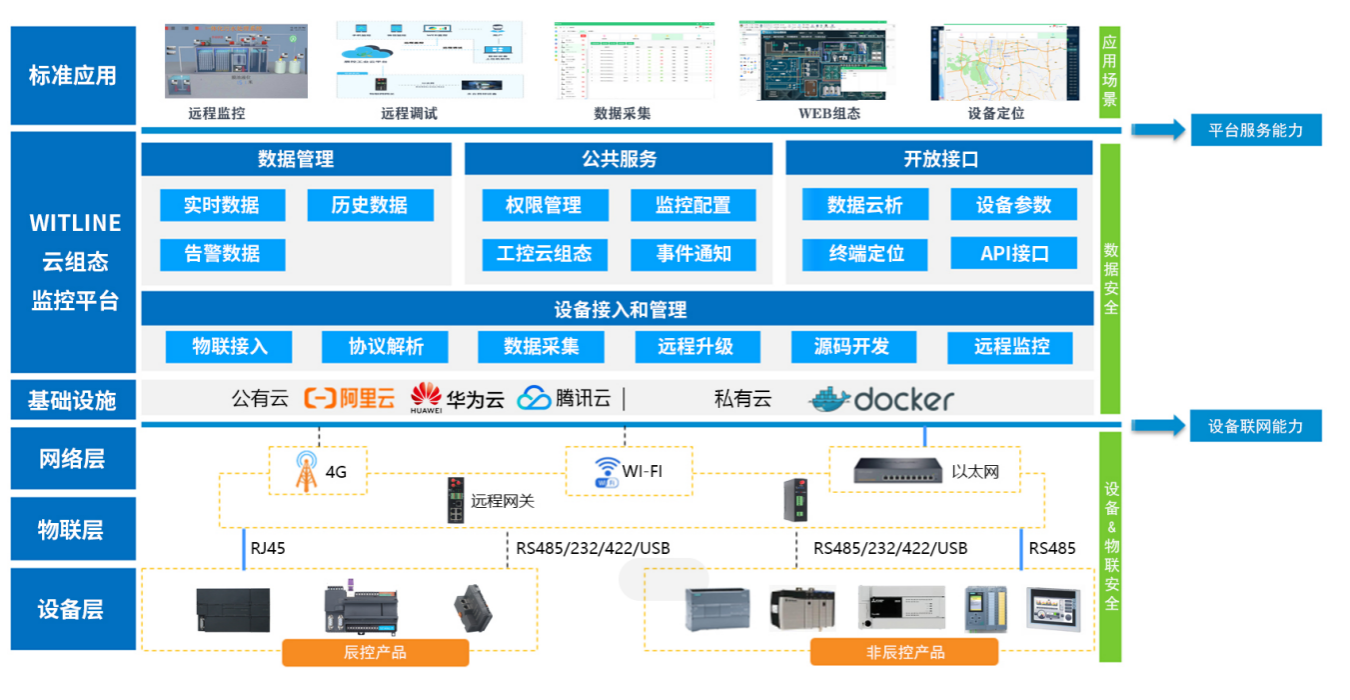 标准应用
远程监控
远程调试
数据采集
WEB组态
设备定位
应用场景
平台服务能力
WITLINE
云组态
监控平台
数据管理
公共服务
开放接口
实时数据
历史数据
权限管理
监控配置
数据云析
设备参数
告警数据
工控云组态
事件通知
终端定位
API接口
数据安全
设备接入和管理
物联接入
协议解析
数据采集
远程升级
源码开发
远程监控
基础设施
公有云
阿里云
HUAWEI
华为云
腾讯云 |
私有云
docker
设备联网能力
网络层
4G
WI-FI
以太网
远程网关
物联层
RJ45
RS485/232/422/USB
RS485/232/422/USB
RS485
设备&物联安全
设备层
辰控产品
非辰控产品